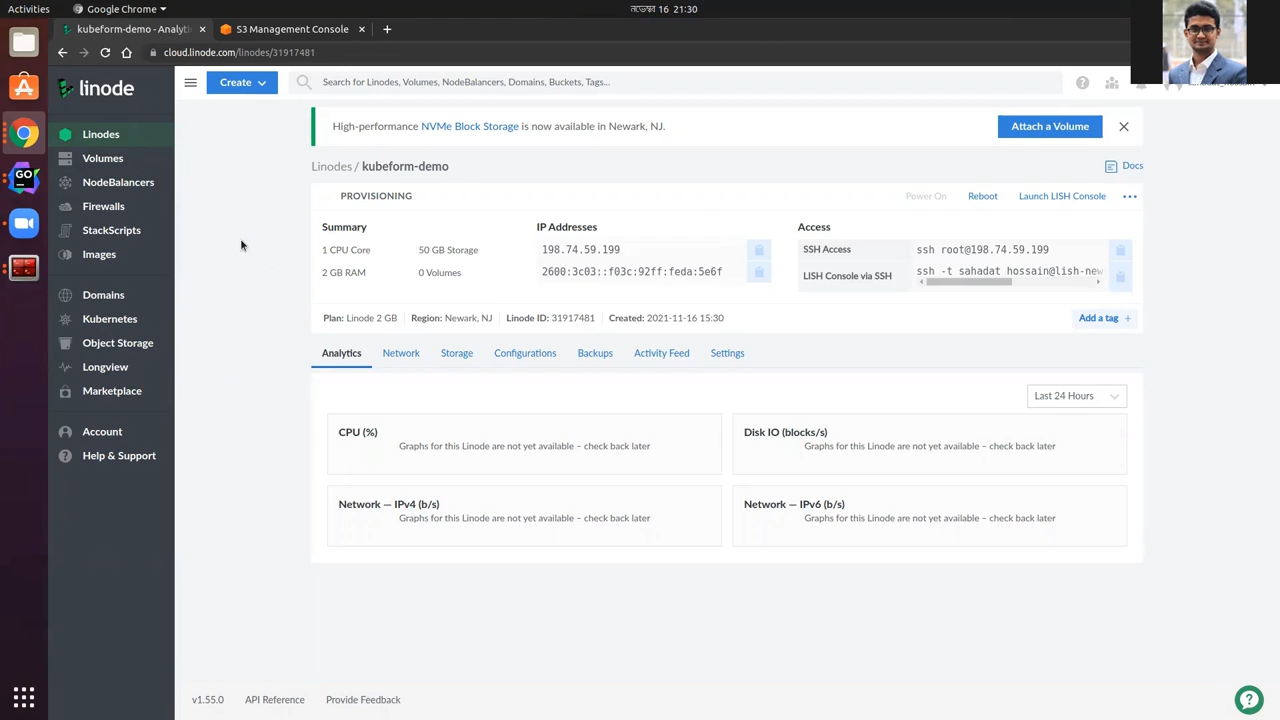 Activities
Google Chrome
নভেম্বর 16 21:30
kubeform-demo - Analyti
S3 Management Console
cloud.linode.com/linodes/31917481
linode
Create
Search for Linodes, Volumes, NodeBalancers, Domains, Buckets, Tags...
Linodes
Volumes
NodeBalancers
Firewalls
StackScripts
Images
Domains
Kubernetes
Object Storage
Longview
Marketplace
Account
Help & Support
High-performance NVMe Block Storage is now available in Newark, NJ.
Attach a Volume
Linodes / kubeform-demo
Docs
PROVISIONING
Power On
Reboot
Launch LISH Console
Summary
1 CPU Core
50 GB Storage
2 GB RAM
0 Volumes
IP Addresses
198.74.59.199
2600:3c03::f03c:92ff:feda:5e6f
Access
SSH Access
ssh root@198.74.59.199
LISH Console via SSH
ssh -t sahadat hossain@lish-new
Plan: Linode 2 GB
Region: Newark, NJ
Linode ID: 31917481
Created: 2021-11-16 15:30
Add a tag +
Analytics
Network
Storage
Configurations
Backups
Activity Feed
Settings
Last 24 Hours
CPU (%)
Graphs for this Linode are not yet available – check back later
Disk IO (blocks/s)
Graphs for this Linode are not yet available – check back later
Network — IPv4 (b/s)
Graphs for this Linode are not yet available – check back later
Network — IPv6 (b/s)
Graphs for this Linode are not yet available – check back later
v1.55.0
API Reference
Provide Feedback